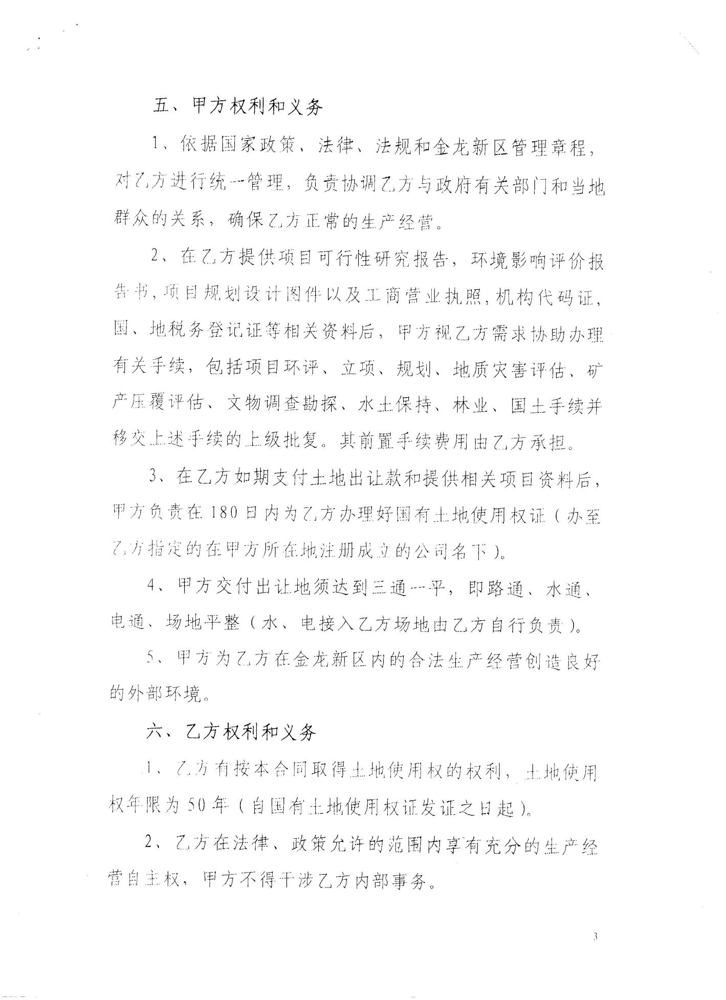 五、甲方权利和义务
1、依据国家政策、法律、法规和金龙新区管理章程，
对乙方进行统一管理，负责协调乙方与政府有关部门和当地
群众的关系，确保乙方正常的生产经营。
2、在乙方提供项目可行性研究报告，环境影响评价报
告书，项目规划设计图件以及工商营业执照，机构代码证，
国、地税务登记证等相关资料后，甲方视乙方需求协助办理
有关手续，包括项目环评、立项、规划、地质灾害评估、矿
产压覆评估、文物调查勘探、水土保持、林业、国土手续并
移交上述手续的上级批复。其前置手续费用由乙方承担。
3、在乙方如期支付土地出让款和提供相关项目资料后，
甲方负责在 180 日内为乙方办理好国有土地使用权证（办至
乙方指定的在甲方所在地注册成立的公司名下）。
4、甲方交付出让地须达到三通一平，即路通、水通、
电通、场地平整（水、电接入乙方场地由乙方自行负责）。
5、甲方为乙方在金龙新区内的合法生产经营创造良好
的外部环境。
六、乙方权利和义务
1、乙方有按本合同取得土地使用权的权利，土地使用
权年限为 50 年（自国有土地使用权证发证之日起）。
2、乙方在法律、政策允许的范围内享有充分的生产经
营自主权，甲方不得干涉乙方内部事务。
3